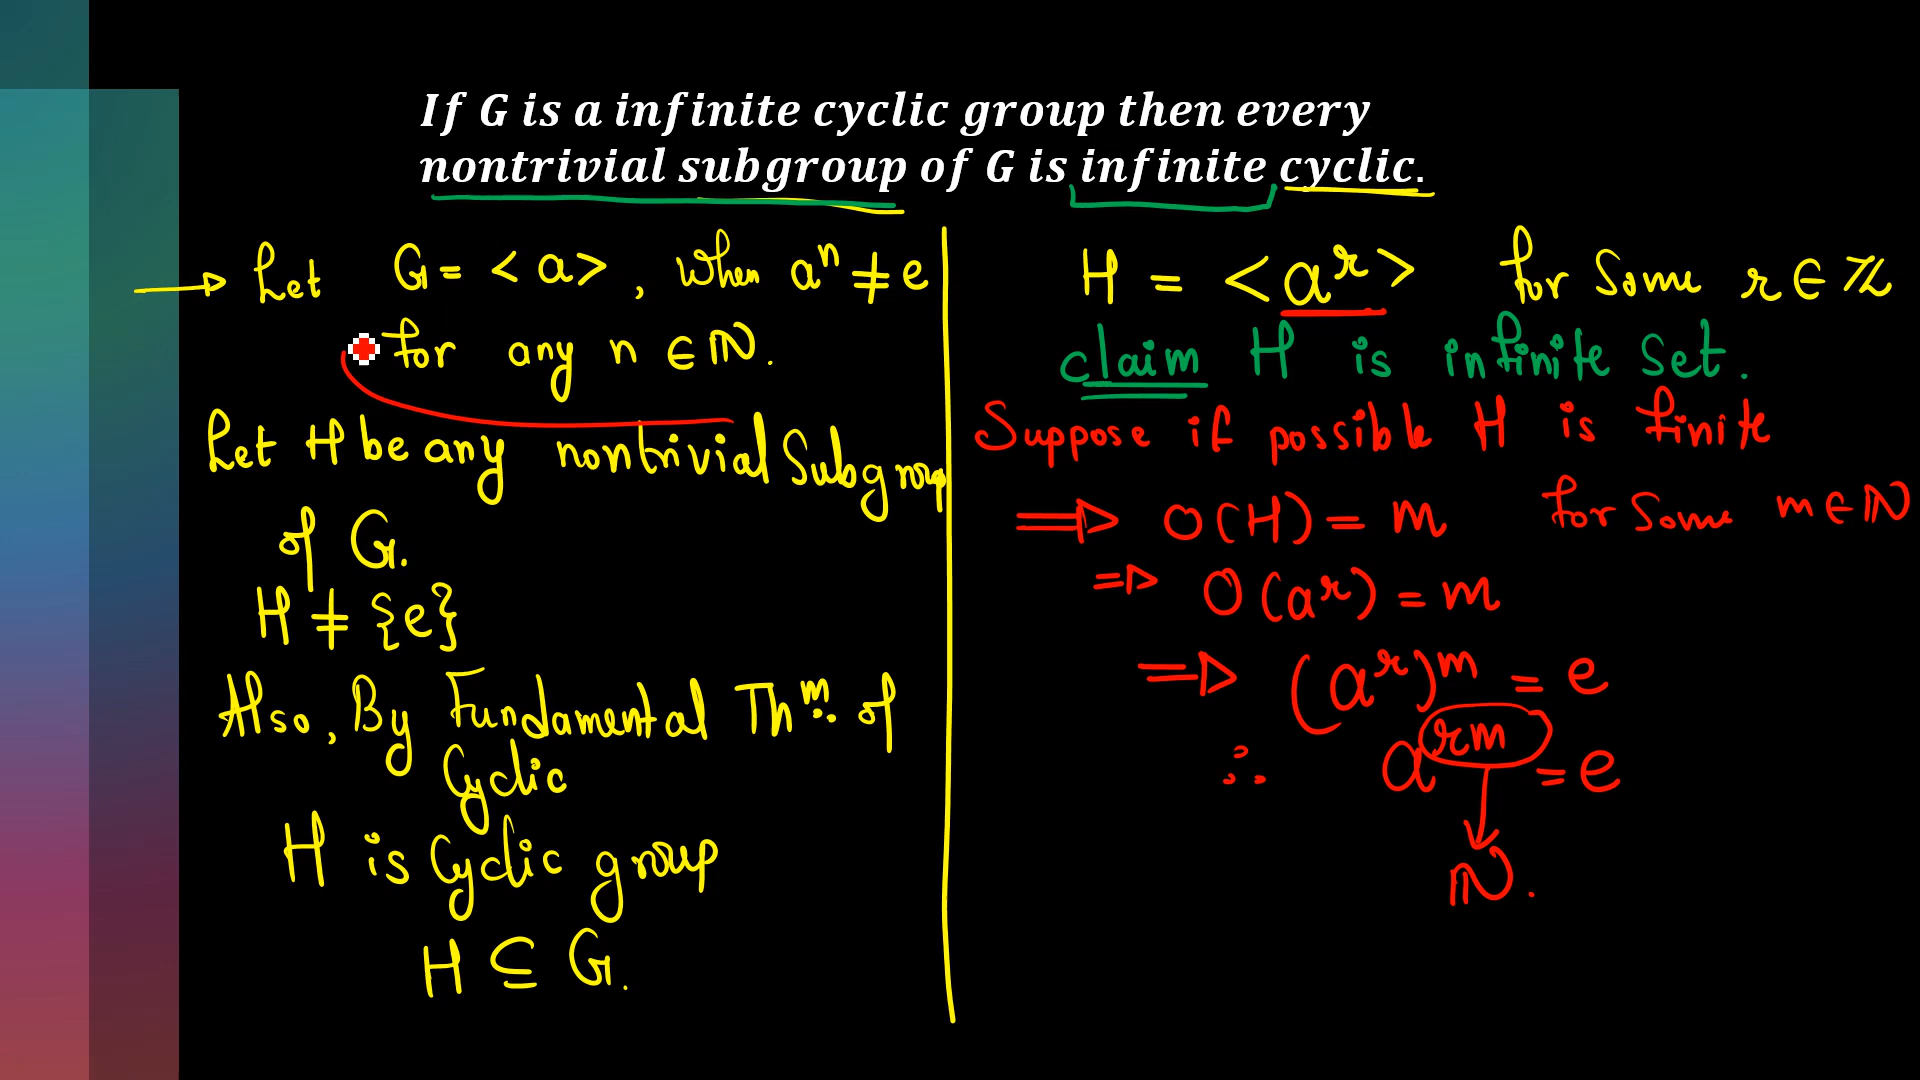 If G is a infinite cyclic group then every
nontrivial subgroup of G is infinite cyclic.
→ Let G = <a>, when aⁿ ≠ e
for any n ∈ ℕ.
Let H be any nontrivial Subgroup
of G.
H ≠ {e}
Also, By Fundamental Thᵐ. of
Cyclic
H is Cyclic group
H ⊆ G.
H = <aʳ> for Some r ∈ ℤ
claim H is infinite Set.
Suppose if possible H is finite
⇒ O(H) = m for Some m ∈ ℕ
⇒ O(aʳ) = m
⇒ (aʳ)ᵐ = e
∴ aʳᵐ = e
↓
ℕ.